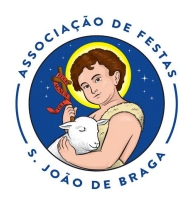 ASSOCIAÇÃO DE FESTAS
S. JOÃO DE BRAGA